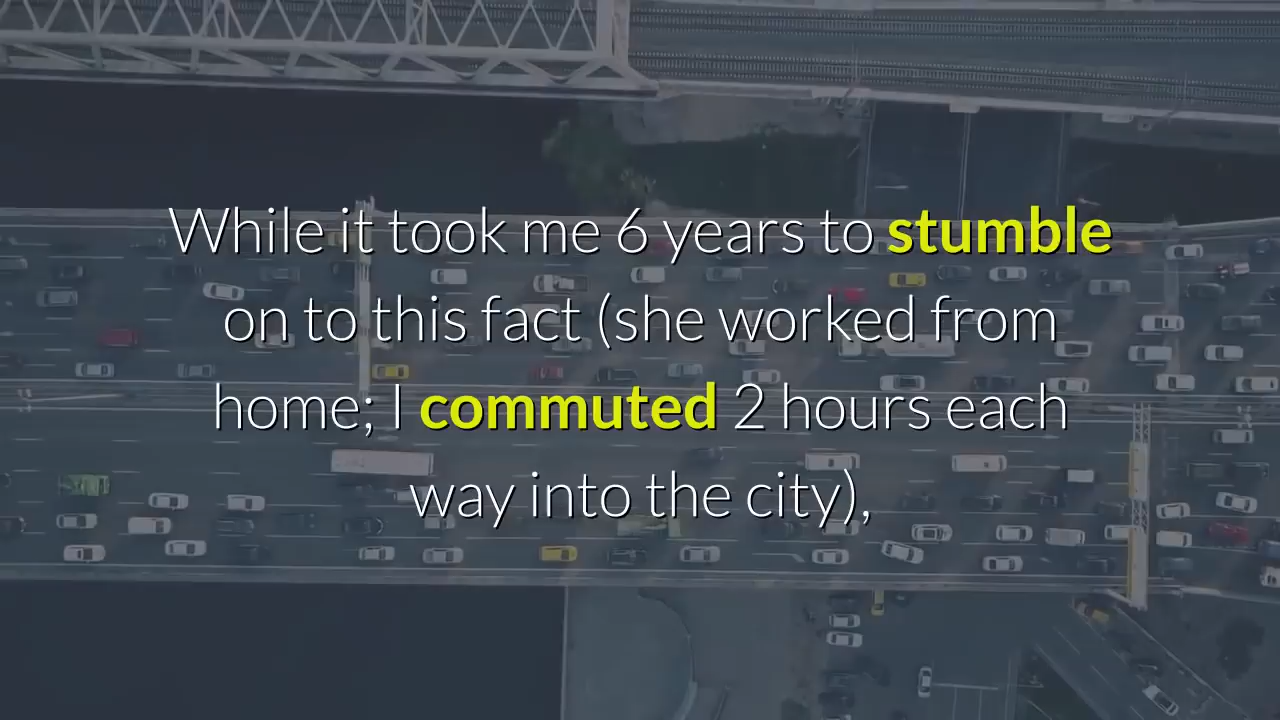 While it took me 6 years to stumble
on to this fact (she worked from
home; I commuted 2 hours each
way into the city),